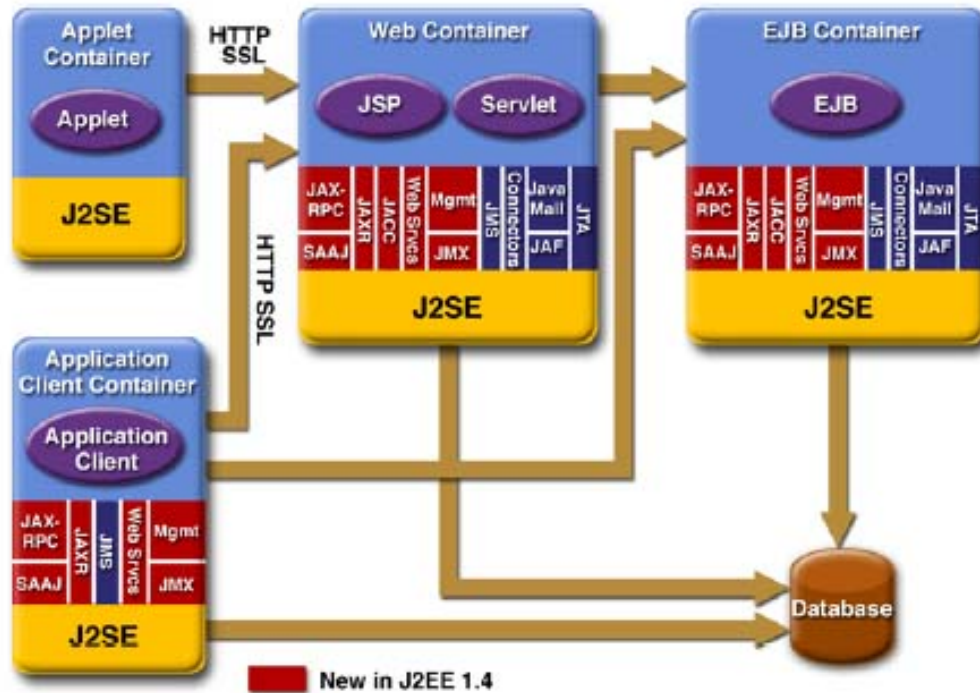 Applet
Container
Applet
J2SE
HTTP
SSL
Web Container
JSP
Servlet
JAX-
RPC
SAAJ
JAXR
JACC
Web Srvcs
Mgmt
JMX
JMS
Connectors
Java
Mail
JAF
JTA
J2SE
EJB Container
EJB
JAX-
RPC
SAAJ
JAXR
JACC
Web Srvcs
Mgmt
JMX
JMS
Connectors
Java
Mail
JAF
JTA
J2SE
HTTP SSL
Application
Client Container
Application
Client
JAX-
RPC
SAAJ
JAXR
JMS
Web Srvcs
Mgmt
JMX
J2SE
Database
New in J2EE 1.4